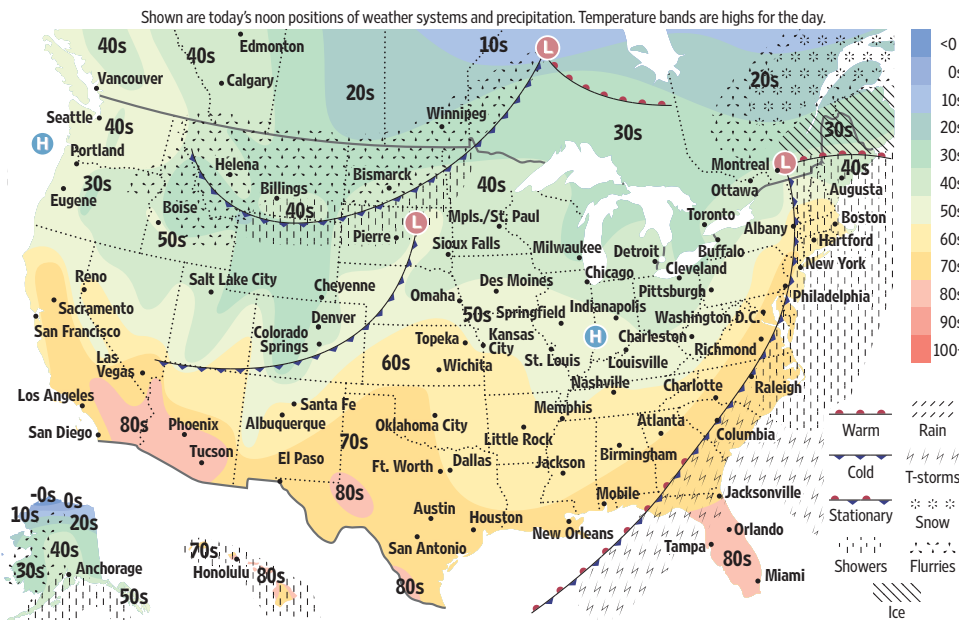 Shown are today's noon positions of weather systems and precipitation. Temperature bands are highs for the day.
40s
40s
Edmonton
10s
L
<0
0s
10s
20s
30s
40s
50s
60s
70s
80s
90s
100+
Vancouver
Calgary
20s
20s
Winnipeg
Seattle
40s
30s
30s
H
Portland
Helena
Montreal
L
40s
30s
Billings
Bismarck
40s
Ottawa
Augusta
Eugene
Boise
40s
Mpls./St. Paul
Toronto
Boston
50s
Pierre
L
Sioux Falls
Milwaukee
Detroit
Buffalo
Albany
Hartford
Reno
Salt Lake City
Cheyenne
Des Moines
Chicago
Cleveland
New York
Sacramento
Omaha
Indianapolis
Pittsburgh
Philadelphia
San Francisco
Denver
50s
Springfield
Washington D.C.
Colorado
Springs
Topeka
Kansas
City
H
Charleston
Richmond
Las
Vegas
60s
Wichita
St. Louis
Louisville
Los Angeles
Santa Fe
Nashville
Charlotte
Raleigh
San Diego
80s
Phoenix
Albuquerque
Oklahoma City
Memphis
Atlanta
Columbia
Tucson
El Paso
70s
Little Rock
Birmingham
Ft. Worth
Dallas
Jackson
80s
Mobile
Jacksonville
Austin
Houston
New Orleans
Orlando
San Antonio
Tampa
80s
80s
Miami
-0s
0s
10s
20s
40s
30s
Anchorage
50s
70s
Honolulu
80s
Warm
Rain
Cold
T-storms
Stationary
Snow
Showers
Flurries
Ice